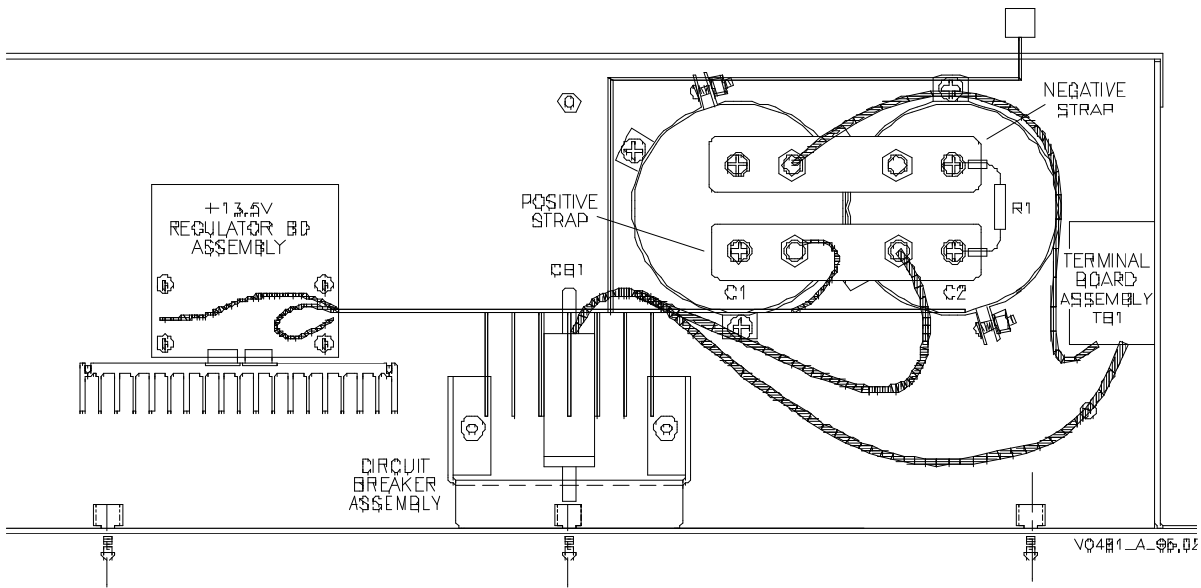 NEGATIVE
STRAP
+13.5V
REGULATOR BD
ASSEMBLY
POSITIVE
STRAP
R1
CB1
C1
C2
TERMINAL
BOARD
ASSEMBLY
TB1
CIRCUIT
BREAKER
ASSEMBLY